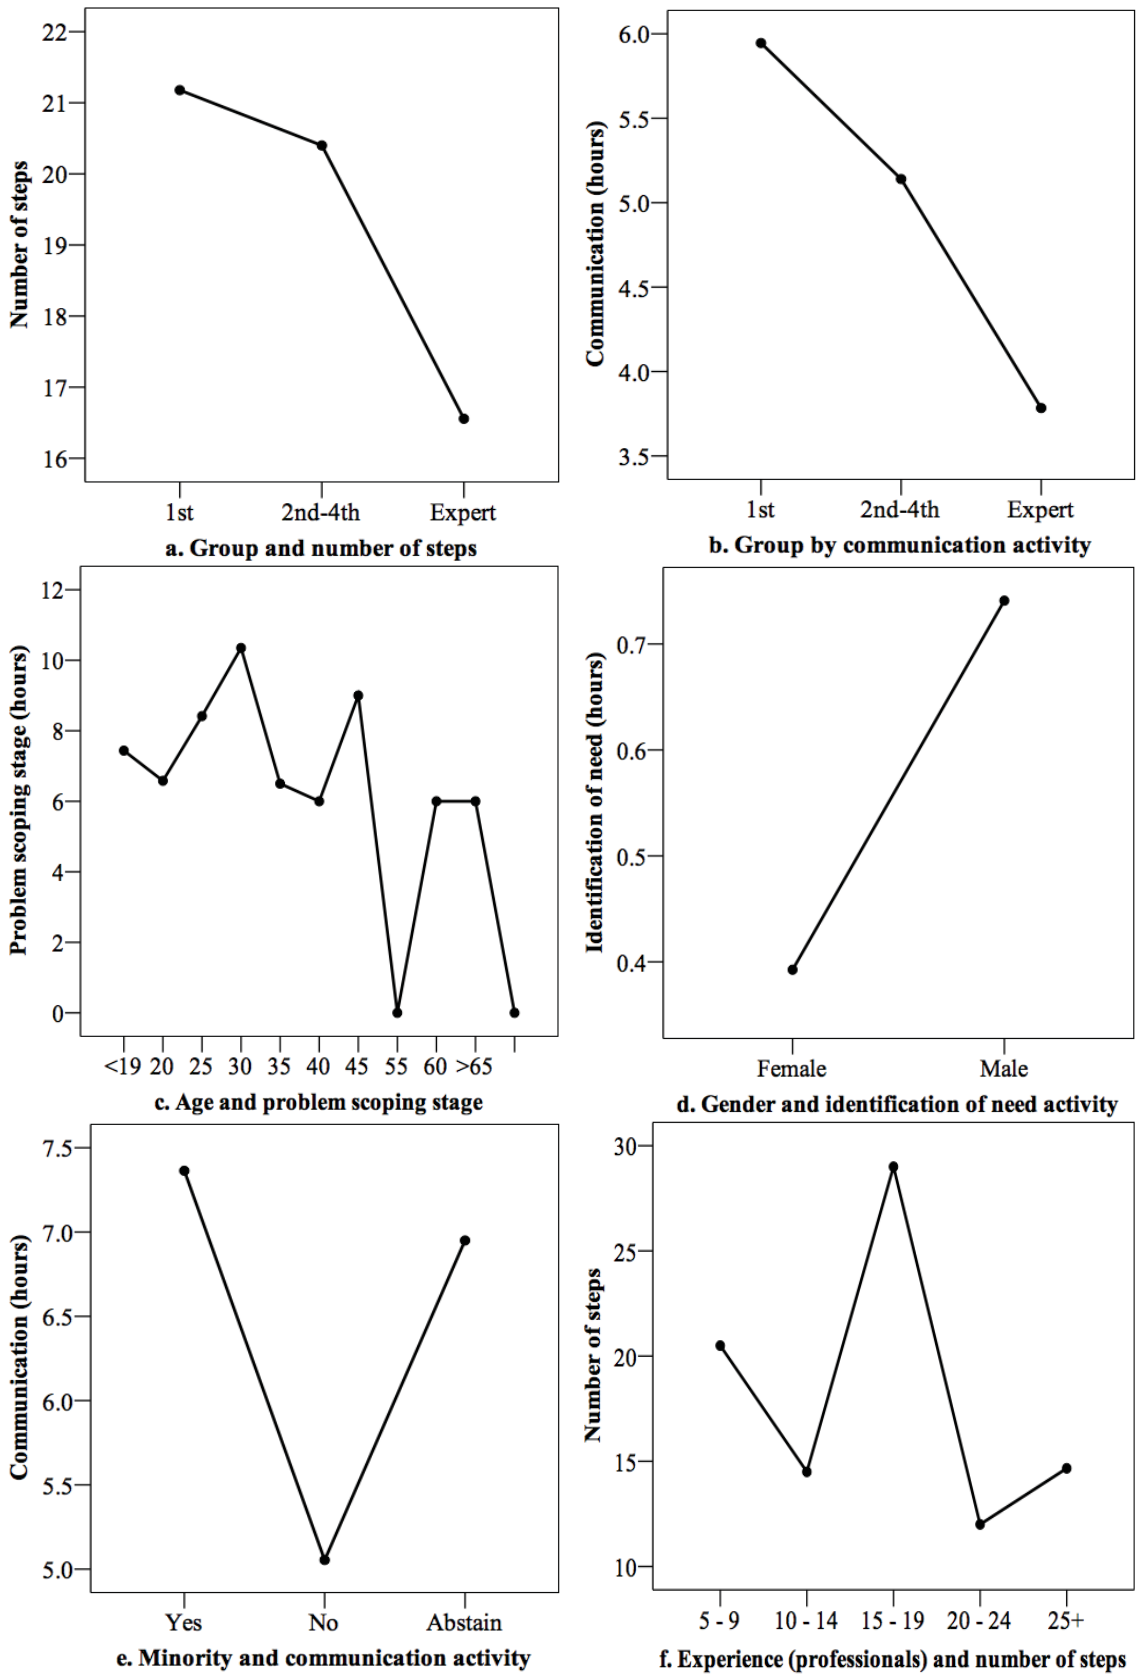 22
21
20
19
18
17
16
Number of steps
1st 2nd-4th Expert
a. Group and number of steps
6.0
5.5
5.0
4.5
4.0
3.5
Communication (hours)
1st 2nd-4th Expert
b. Group by communication activity
12
10
8
6
4
2
0
Problem scoping stage (hours)
<19 20 25 30 35 40 45 55 60 >65
c. Age and problem scoping stage
0.7
0.6
0.5
0.4
Identification of need (hours)
Female Male
d. Gender and identification of need activity
7.5
7.0
6.5
6.0
5.5
5.0
Communication (hours)
Yes No Abstain
e. Minority and communication activity
30
25
20
15
10
Number of steps
5 - 9 10 - 14 15 - 19 20 - 24 25+
f. Experience (professionals) and number of steps